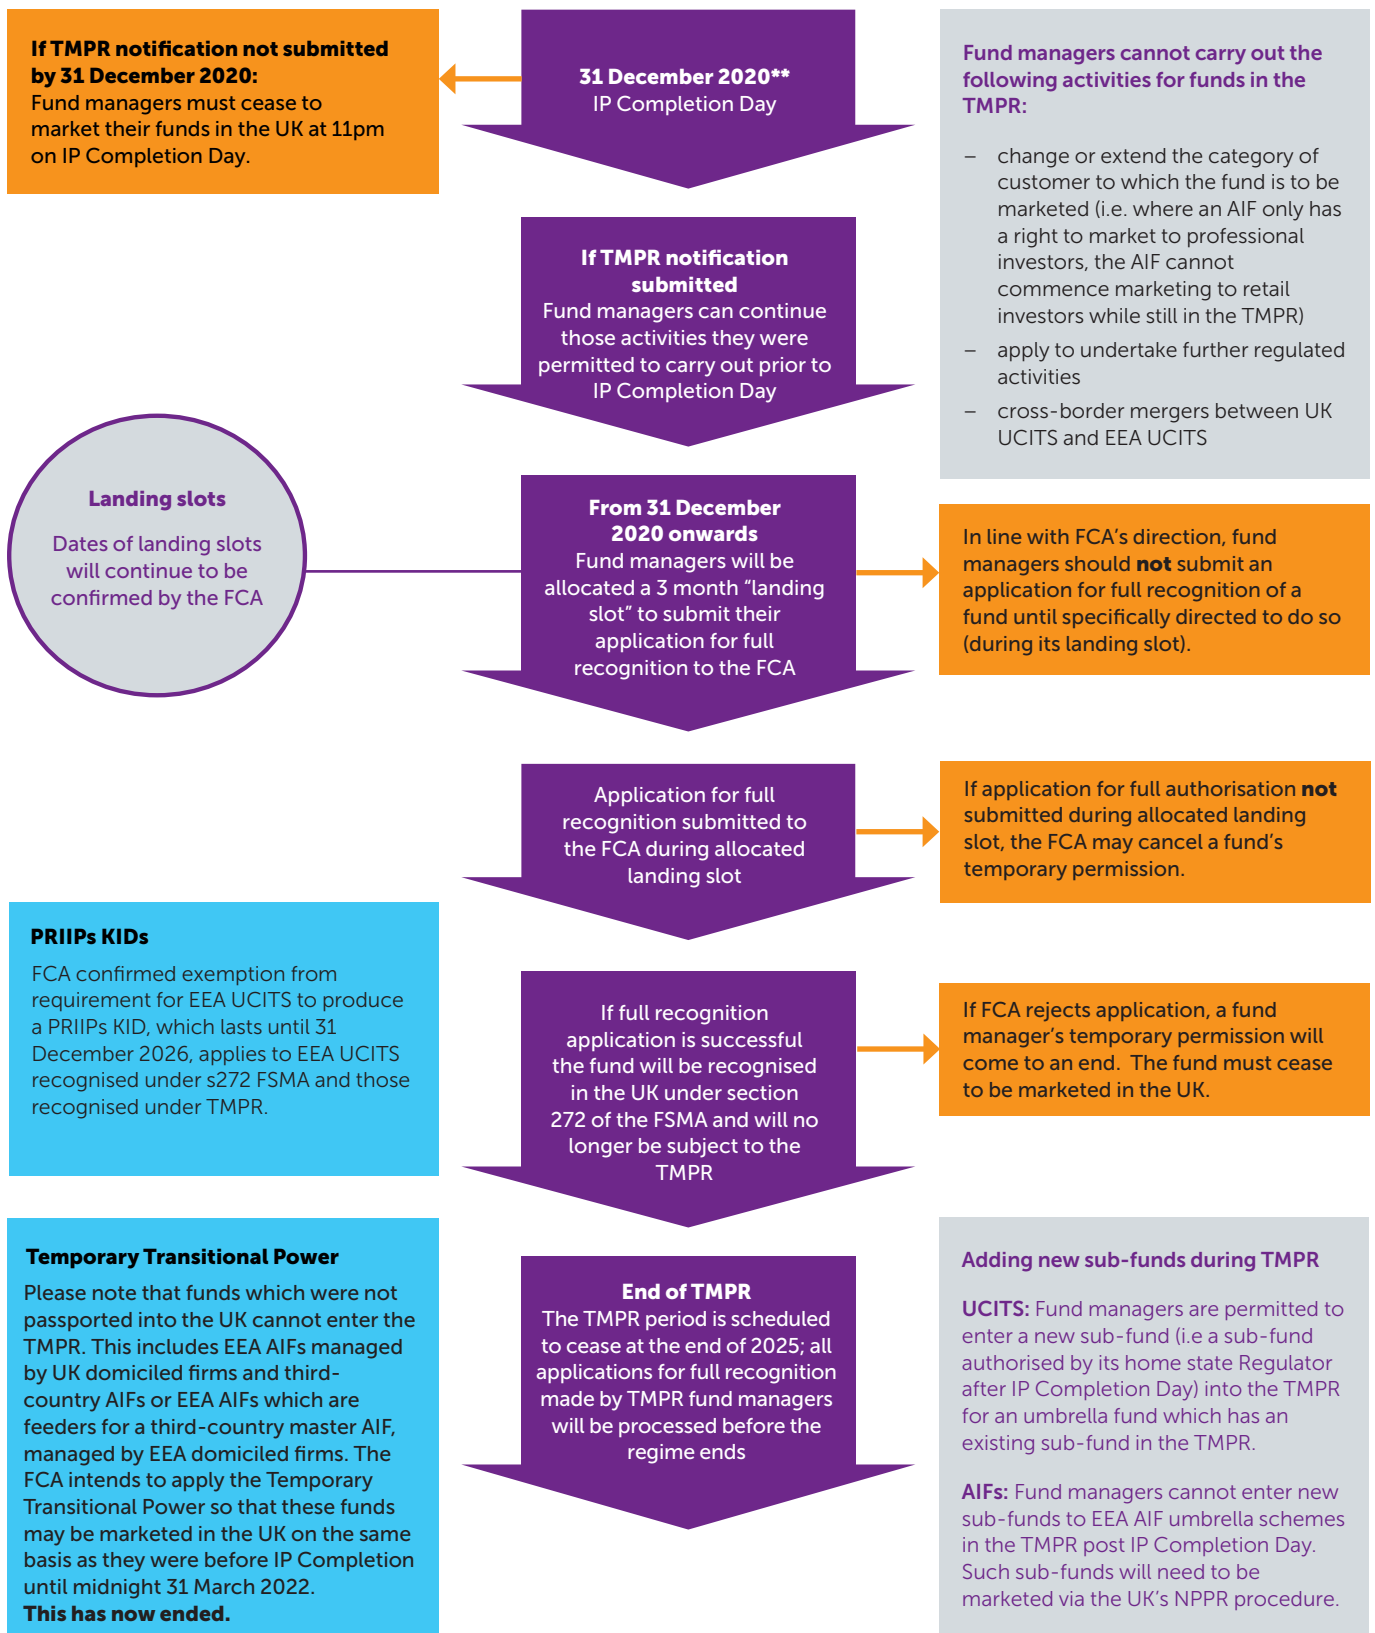 If TMPR notification not submitted
by 31 December 2020:
Fund managers must cease to
market their funds in the UK at 11pm
on IP Completion Day.
31 December 2020**
IP Completion Day
Fund managers cannot carry out the
following activities for funds in the
TMPR:
– change or extend the category of
customer to which the fund is to be
marketed (i.e. where an AIF only has
a right to market to professional
investors, the AIF cannot
commence marketing to retail
investors while still in the TMPR)
– apply to undertake further regulated
activities
– cross-border mergers between UK
UCITS and EEA UCITS
If TMPR notification
submitted
Fund managers can continue
those activities they were
permitted to carry out prior to
IP Completion Day
Landing slots
Dates of landing slots
will continue to be
confirmed by the FCA
From 31 December
2020 onwards
Fund managers will be
allocated a 3 month “landing
slot” to submit their
application for full
recognition to the FCA
In line with FCA’s direction, fund
managers should not submit an
application for full recognition of a
fund until specifically directed to do so
(during its landing slot).
Application for full
recognition submitted to
the FCA during allocated
landing slot
If application for full authorisation not
submitted during allocated landing
slot, the FCA may cancel a fund’s
temporary permission.
PRIIPs KIDs
FCA confirmed exemption from
requirement for EEA UCITS to produce
a PRIIPs KID, which lasts until 31
December 2026, applies to EEA UCITS
recognised under s272 FSMA and those
recognised under TMPR.
If full recognition
application is successful
the fund will be recognised
in the UK under section
272 of the FSMA and will no
longer be subject to the
TMPR
If FCA rejects application, a fund
manager’s temporary permission will
come to an end. The fund must cease
to be marketed in the UK.
Temporary Transitional Power
Please note that funds which were not
passported into the UK cannot enter the
TMPR. This includes EEA AIFs managed
by UK domiciled firms and third-
country AIFs or EEA AIFs which are
feeders for a third-country master AIF,
managed by EEA domiciled firms. The
FCA intends to apply the Temporary
Transitional Power so that these funds
may be marketed in the UK on the same
basis as they were before IP Completion
until midnight 31 March 2022.
This has now ended.
End of TMPR
The TMPR period is scheduled
to cease at the end of 2025; all
applications for full recognition
made by TMPR fund managers
will be processed before the
regime ends
Adding new sub-funds during TMPR
UCITS: Fund managers are permitted to
enter a new sub-fund (i.e a sub-fund
authorised by its home state Regulator
after IP Completion Day) into the TMPR
for an umbrella fund which has an
existing sub-fund in the TMPR.
AIFs: Fund managers cannot enter new
sub-funds to EEA AIF umbrella schemes
in the TMPR post IP Completion Day.
Such sub-funds will need to be
marketed via the UK’s NPPR procedure.